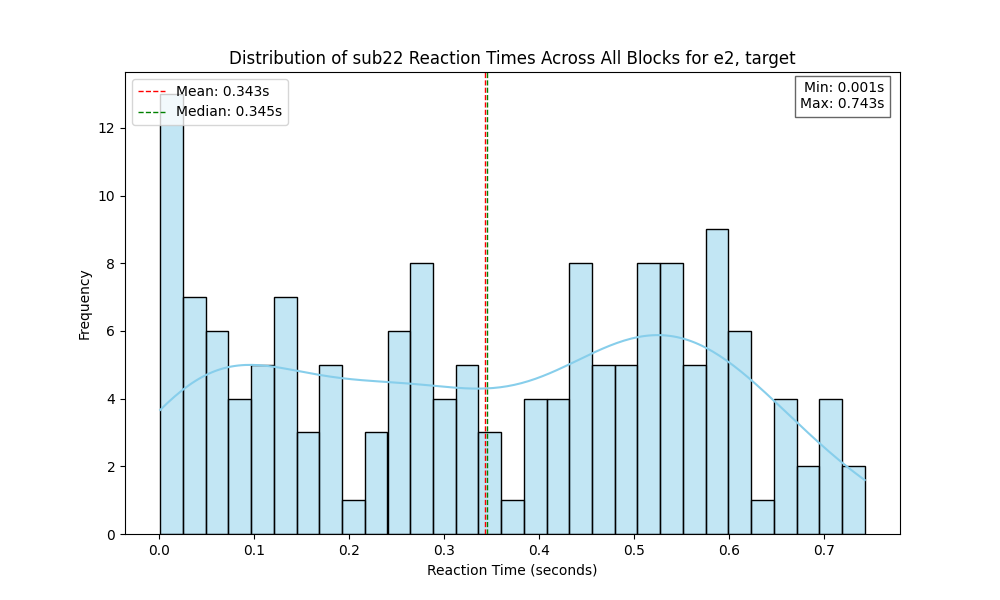 Distribution of sub22 Reaction Times Across All Blocks for e2, target
Mean: 0.343s
Median: 0.345s
Min: 0.001s
Max: 0.743s
Frequency
12
10
8
6
4
2
0
0.0 0.1 0.2 0.3 0.4 0.5 0.6 0.7
Reaction Time (seconds)